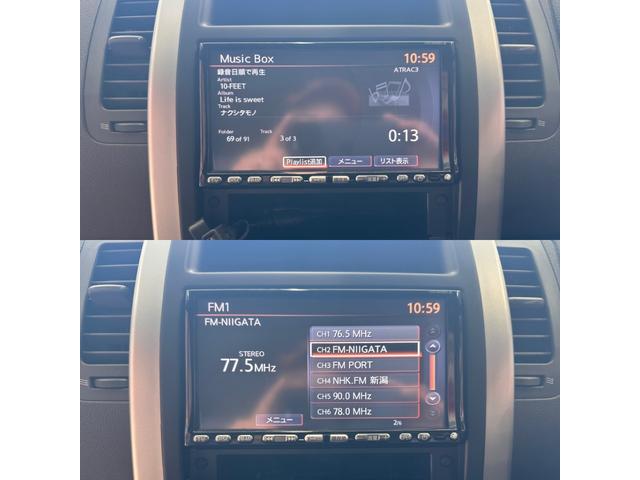 Music Box
10:59
録音日順で再生
ATRAC3
Artist
10-FEET
Album
Life is sweet
Track
ナクシタモノ
Folder
Track
69 of 91
3 of 3
0:13
Playlist追加
メニュー
リスト表示
FM1
10:59
FM-NIIGATA
CH1 76.5 MHz
CH2 FM-NIIGATA
STEREO
77.5MHz
CH3 FM PORT
CH4 NHK.FM 新潟
CH5 90.0 MHz
CH6 78.0 MHz
メニュー
2/6